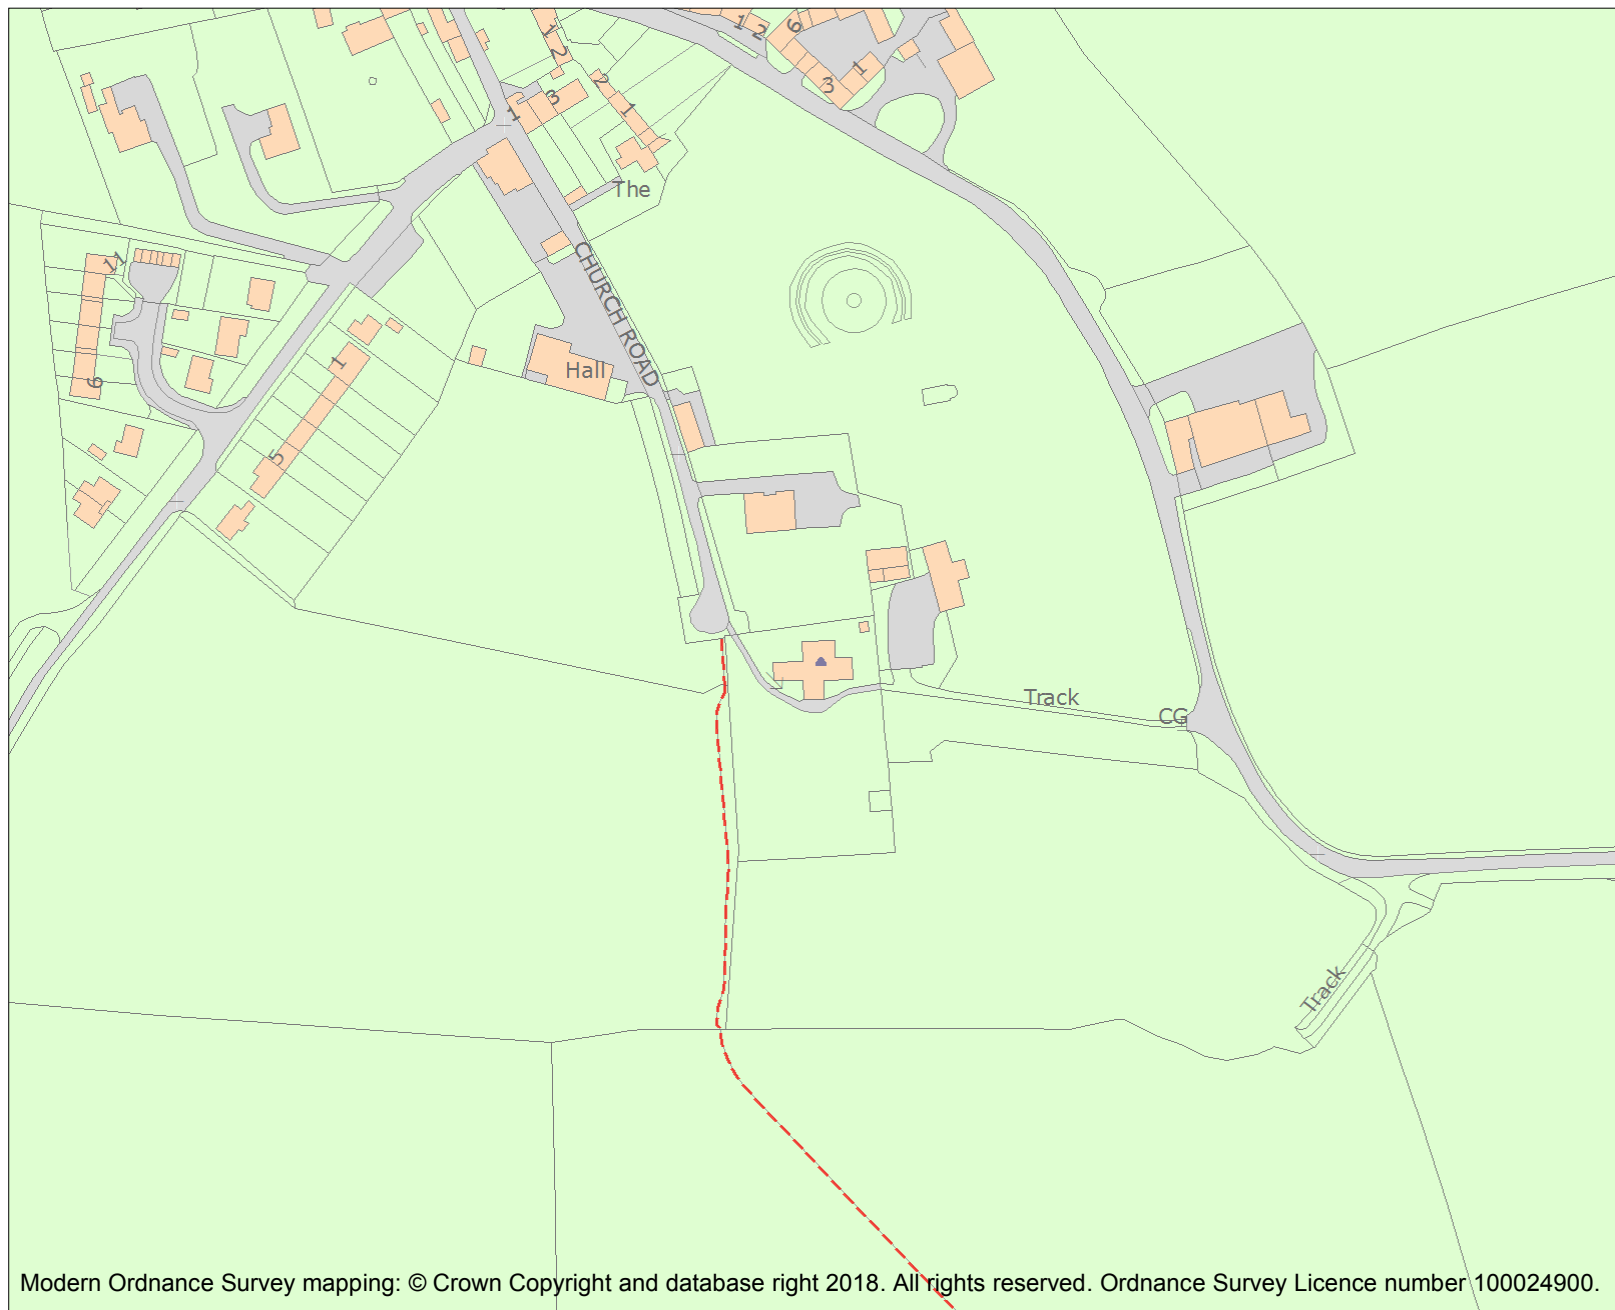 1 2
6
1
2
3
1
3
1
2
1
The
11
CHURCH ROAD
1
Hall
6
5
Track
CG
Track
Modern Ordnance Survey mapping: © Crown Copyright and database right 2018. All rights reserved. Ordnance Survey Licence number 100024900.